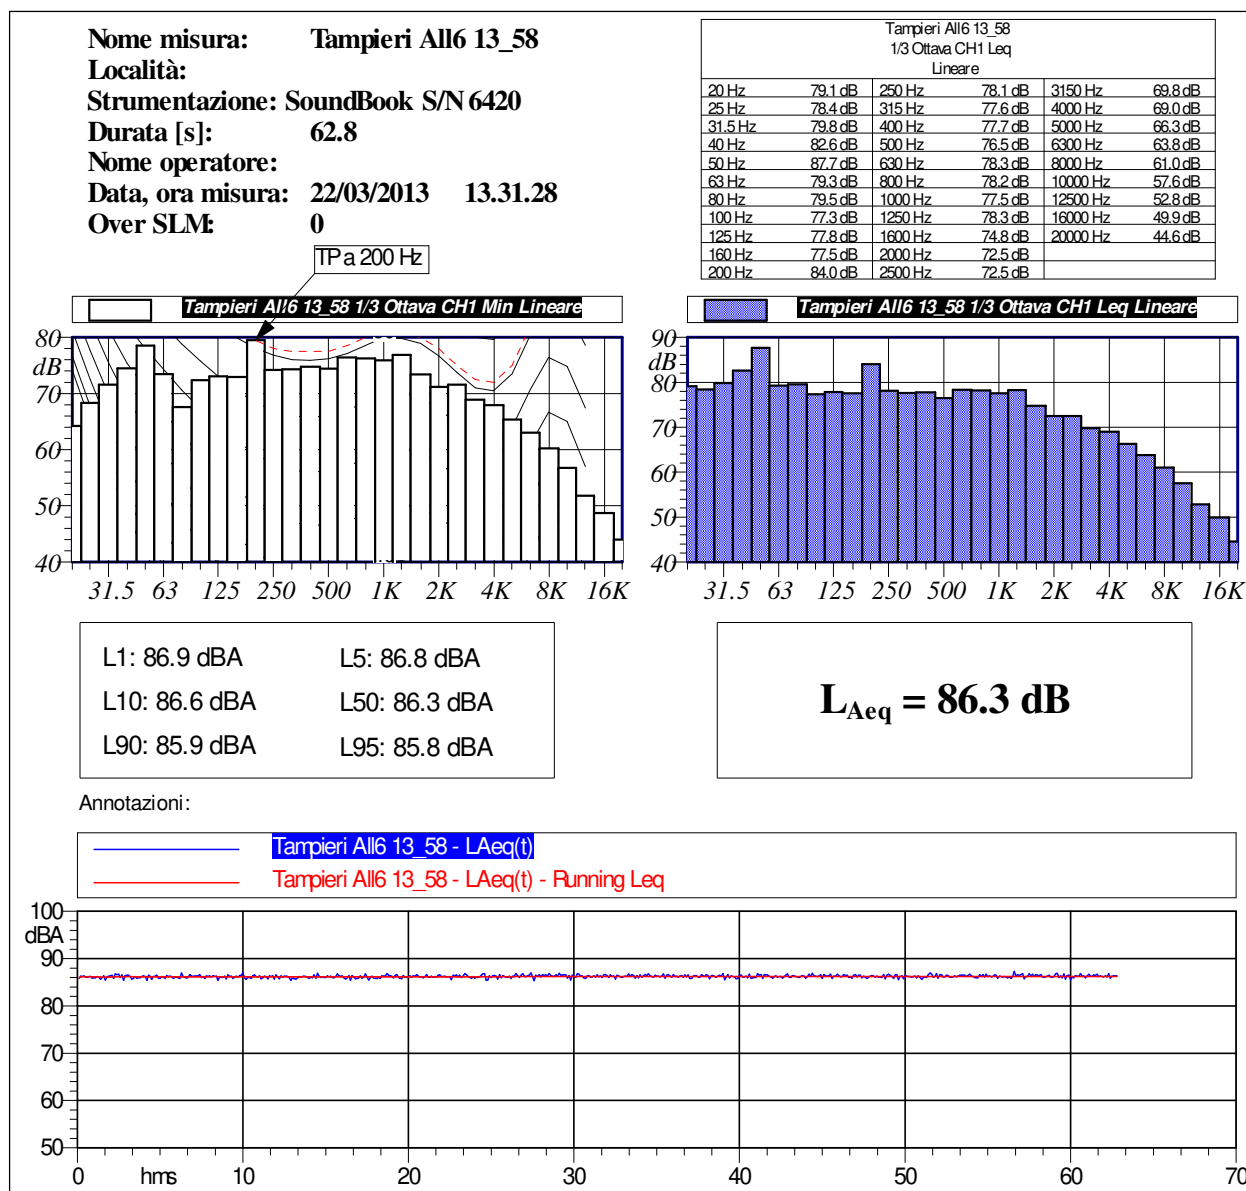 Nome misura: Tampieri All6 13_58
Località:
Strumentazione: SoundBook S/N 6420
Durata [s]: 62.8
Nome operatore:
Data, ora misura: 22/03/2013 13.31.28
Over SLM: 0
Tampieri All6 13_58
1/3 Ottava CH1 Leq
Lineare
20 Hz 79.1 dB 250 Hz 78.1 dB 3150 Hz 69.8 dB
25 Hz 78.4 dB 315 Hz 77.6 dB 4000 Hz 69.0 dB
31.5 Hz 79.8 dB 400 Hz 77.7 dB 5000 Hz 66.3 dB
40 Hz 82.6 dB 500 Hz 76.5 dB 6300 Hz 63.8 dB
50 Hz 87.7 dB 630 Hz 78.3 dB 8000 Hz 61.0 dB
63 Hz 79.3 dB 800 Hz 78.2 dB 10000 Hz 57.6 dB
80 Hz 79.5 dB 1000 Hz 77.5 dB 12500 Hz 52.8 dB
100 Hz 77.3 dB 1250 Hz 78.3 dB 16000 Hz 49.9 dB
125 Hz 77.8 dB 1600 Hz 74.8 dB 20000 Hz 44.6 dB
160 Hz 77.5 dB 2000 Hz 72.5 dB
200 Hz 84.0 dB 2500 Hz 72.5 dB
TP a 200 Hz
Tampieri All6 13_58 1/3 Ottava CH1 Min Lineare
80
dB
70
60
50
40
31.5 63 125 250 500 1K 2K 4K 8K 16K
Tampieri All6 13_58 1/3 Ottava CH1 Leq Lineare
90
dB
80
70
60
50
40
31.5 63 125 250 500 1K 2K 4K 8K 16K
L1: 86.9 dBA L5: 86.8 dBA
L10: 86.6 dBA L50: 86.3 dBA
L90: 85.9 dBA L95: 85.8 dBA
LAeq = 86.3 dB
Annotazioni:
Tampieri All6 13_58 - LAeq(t)
Tampieri All6 13_58 - LAeq(t) - Running Leq
100
dBA
90
80
70
60
50
0 hms 10 20 30 40 50 60 70